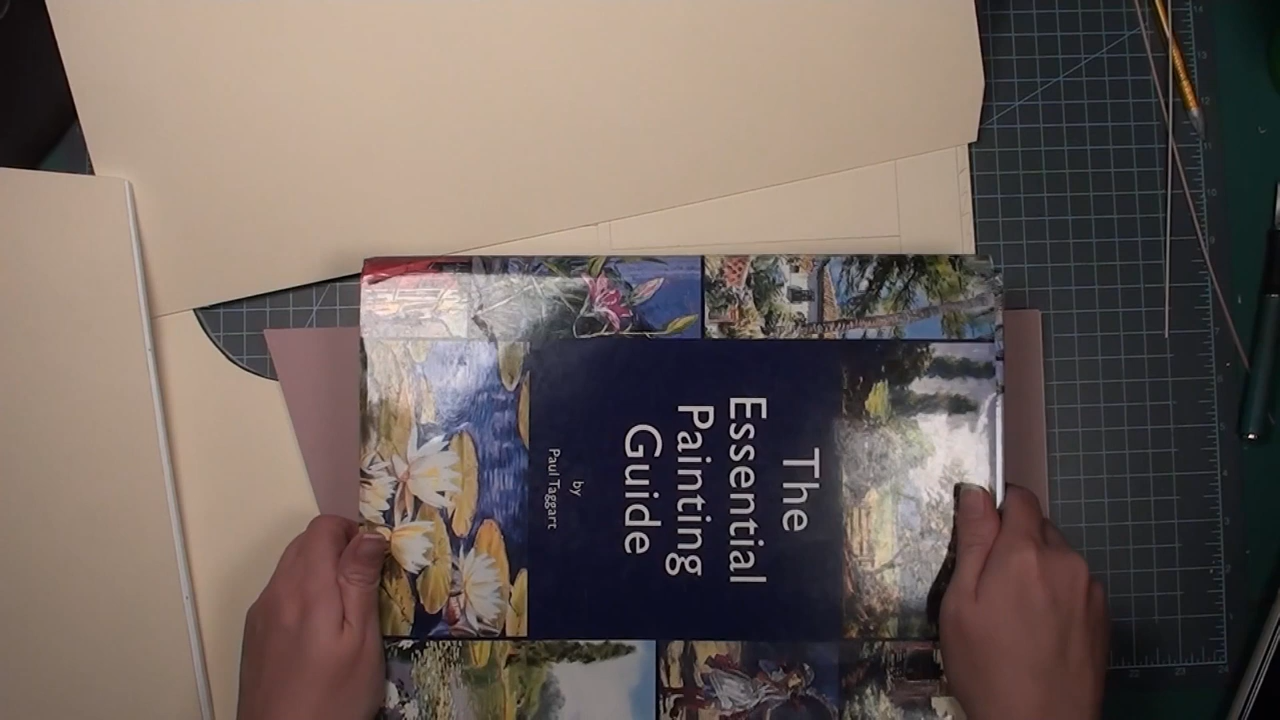 The
Essential
Painting
Guide
by
Paul Taggart